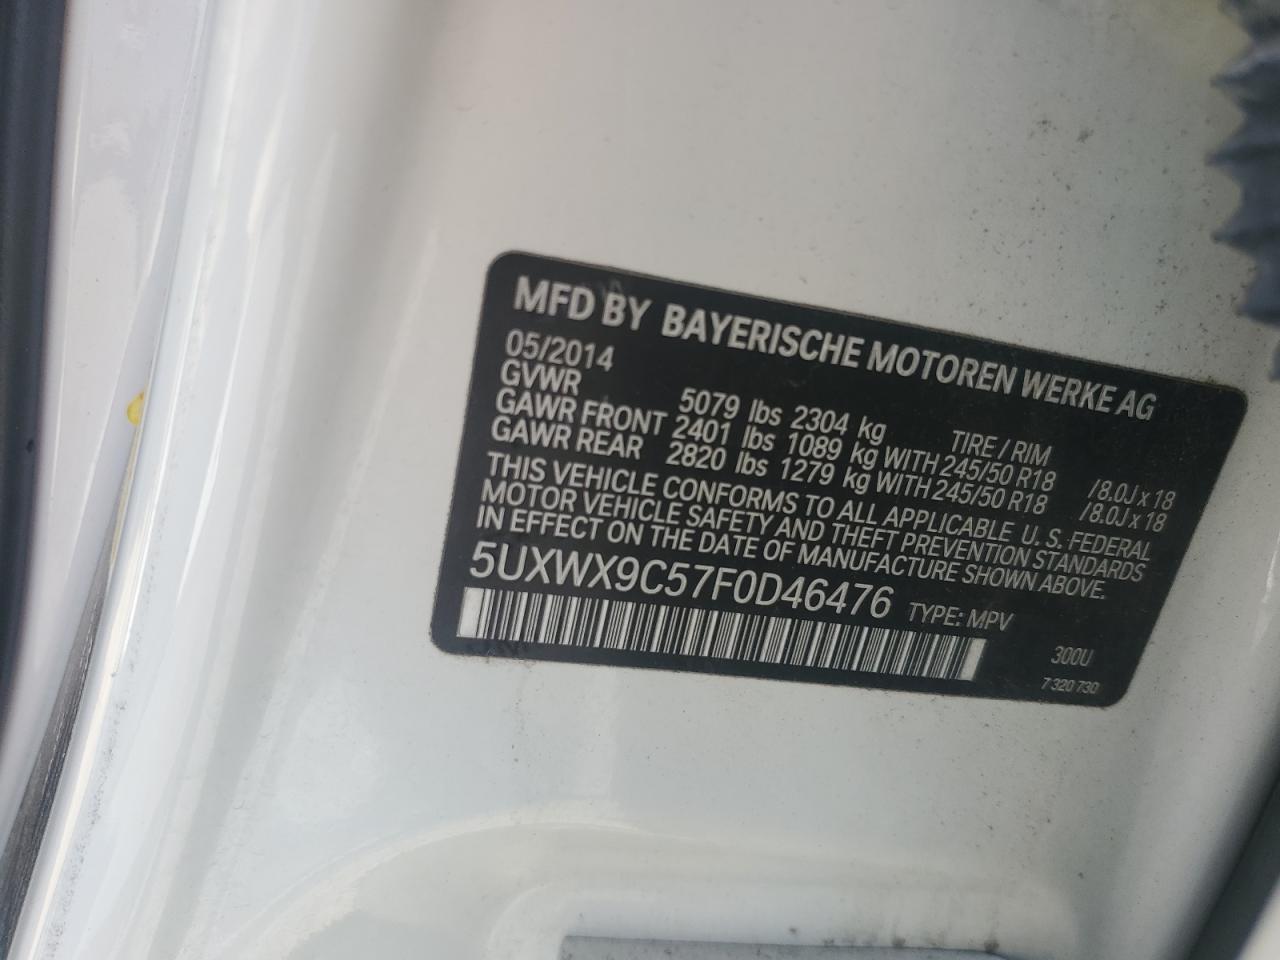 MFD BY BAYERISCHE MOTOREN WERKE AG
05/2014
GVWR 5079 lbs 2304 kg TIRE / RIM
GAWR FRONT 2401 lbs 1089 kg WITH 245/50 R18 / 8.0J x 18
GAWR REAR 2820 lbs 1279 kg WITH 245/50 R18 / 8.0J x 18
THIS VEHICLE CONFORMS TO ALL APPLICABLE U. S. FEDERAL
MOTOR VEHICLE SAFETY AND THEFT PREVENTION STANDARDS
IN EFFECT ON THE DATE OF MANUFACTURE SHOWN ABOVE.
5UXWX9C57F0D46476 TYPE: MPV
300U
7 320 730